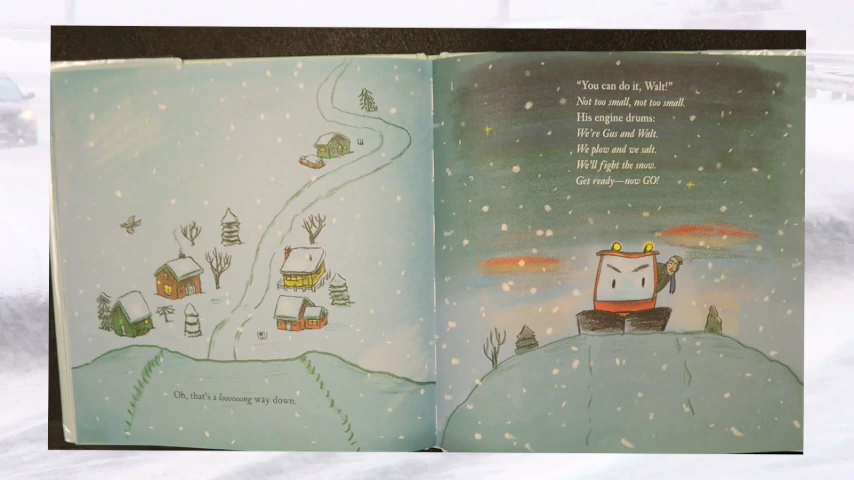 Oh, that's a looooong way down.
"You can do it, Walt!"
Not too small, not too small.
His engine drums:
We're Gus and Walt.
We plow and we salt.
We'll fight the snow.
Get ready—now GO!